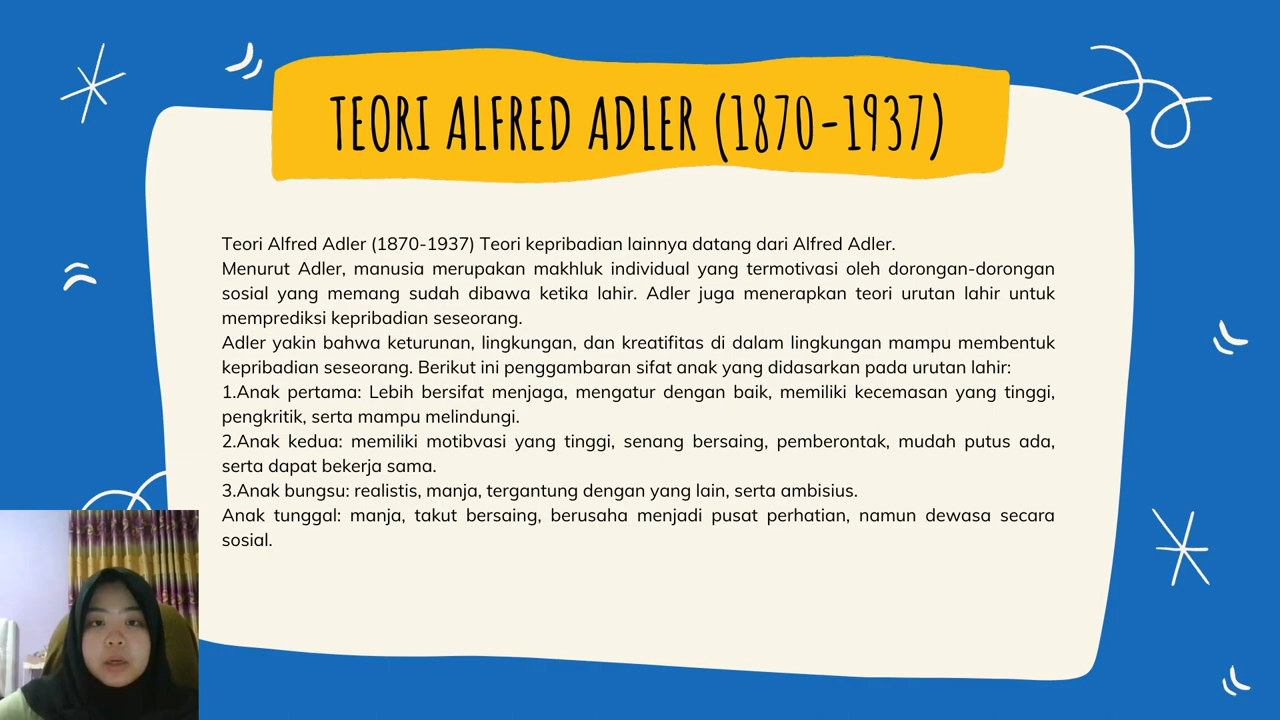 TEORI ALFRED ADLER (1870-1937)
Teori Alfred Adler (1870-1937) Teori kepribadian lainnya datang dari Alfred Adler.
Menurut Adler, manusia merupakan makhluk individual yang termotivasi oleh dorongan-dorongan
sosial yang memang sudah dibawa ketika lahir. Adler juga menerapkan teori urutan lahir untuk
memprediksi kepribadian seseorang.
Adler yakin bahwa keturunan, lingkungan, dan kreatifitas di dalam lingkungan mampu membentuk
kepribadian seseorang. Berikut ini penggambaran sifat anak yang didasarkan pada urutan lahir:
1.Anak pertama: Lebih bersifat menjaga, mengatur dengan baik, memiliki kecemasan yang tinggi,
pengkritik, serta mampu melindungi.
2.Anak kedua: memiliki motibvasi yang tinggi, senang bersaing, pemberontak, mudah putus ada,
serta dapat bekerja sama.
3.Anak bungsu: realistis, manja, tergantung dengan yang lain, serta ambisius.
Anak tunggal: manja, takut bersaing, berusaha menjadi pusat perhatian, namun dewasa secara
sosial.